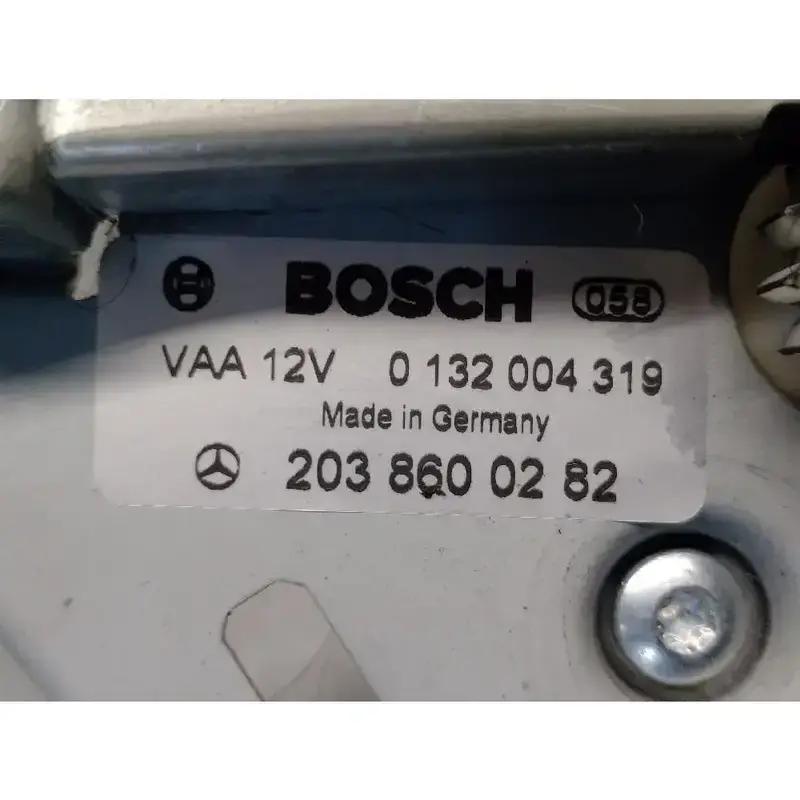 BOSCH 058
VAA 12V 0 132 004 319
Made in Germany
203 860 02 82